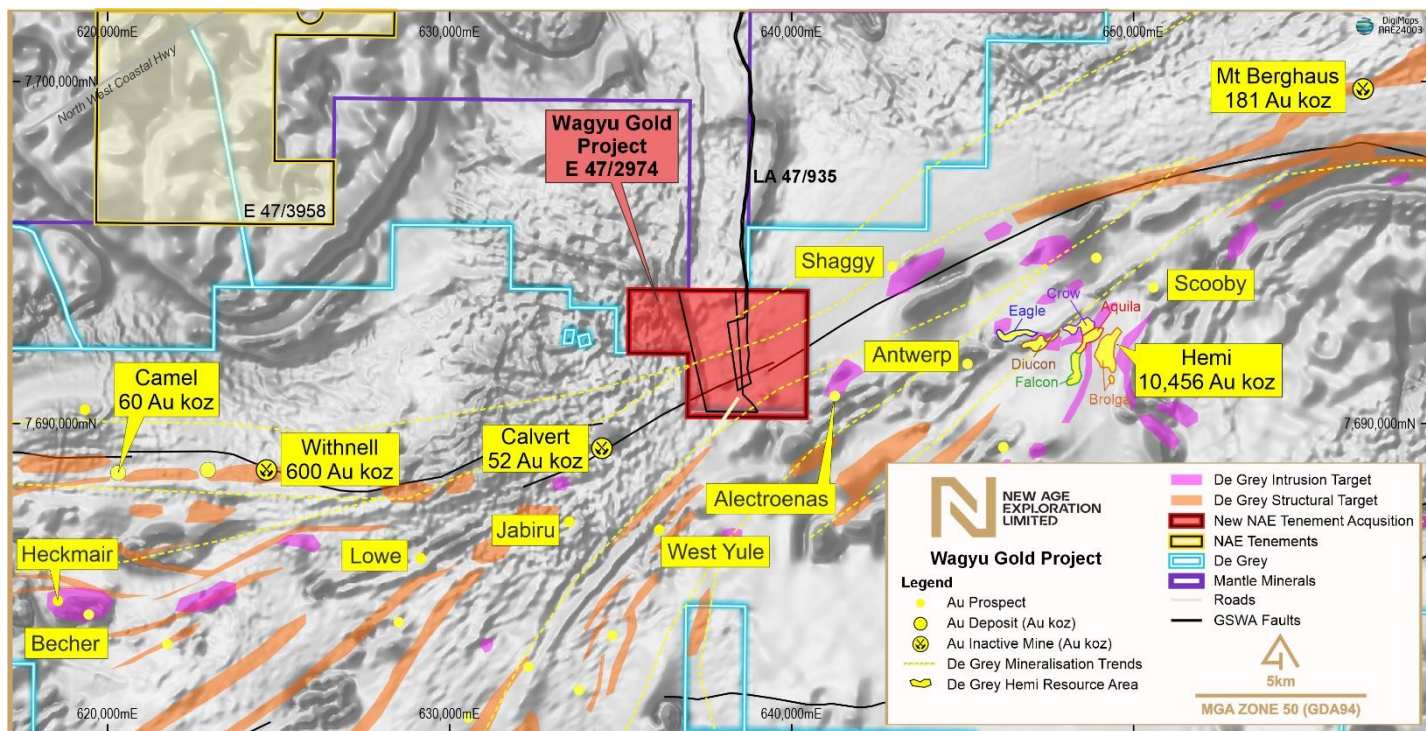 620,000mE
630,000mE
640,000mE
650,000mE
DigiMaps
NAE24003
North West Coastal Hwy
7,700,000mN
Mt Berghaus
181 Au koz
Wagyu Gold
Project
E 47/2974
LA 47/935
E 47/3958
Shaggy
Scooby
Crow
Aquila
Eagle
Diucon
Falcon
Brolga
Hemi
10,456 Au koz
Antwerp
Camel
60 Au koz
Withnell
600 Au koz
Calvert
52 Au koz
7,690,000mN
7,690,000mN
Alectroenas
Jabiru
West Yule
Lowe
Heckmair
Becher
620,000mE
630,000mE
640,000mE
N
NEW AGE
EXPLORATION
LIMITED
Wagyu Gold Project
Legend
Au Prospect
Au Deposit (Au koz)
Au Inactive Mine (Au koz)
De Grey Mineralisation Trends
De Grey Hemi Resource Area
De Grey Intrusion Target
De Grey Structural Target
New NAE Tenement Acqusition
NAE Tenements
De Grey
Mantle Minerals
Roads
GSWA Faults
5km
MGA ZONE 50 (GDA94)